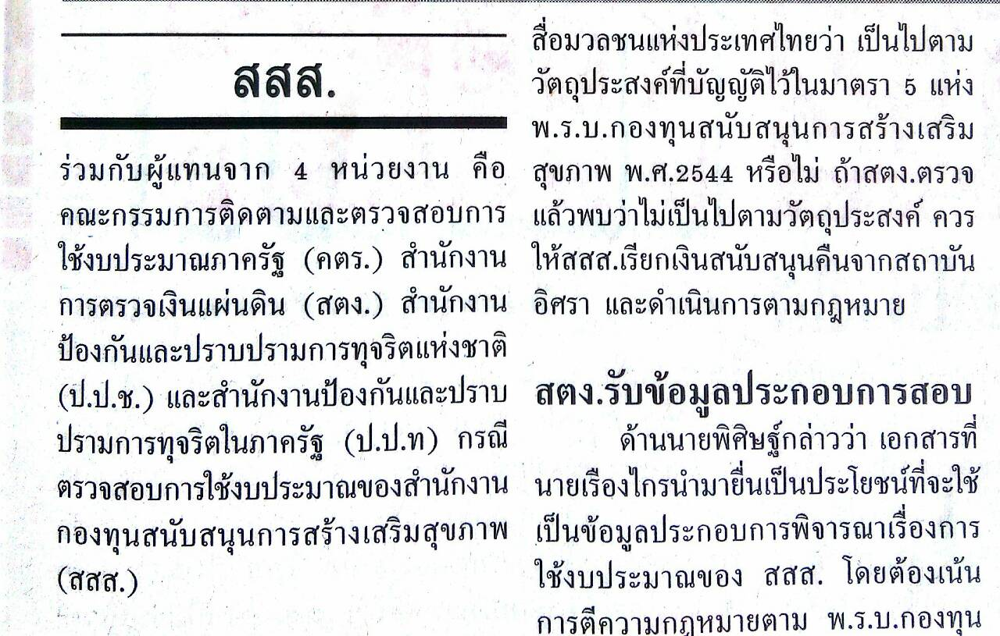 สสส.
ร่วมกับผู้แทนจาก 4 หน่วยงาน คือ
คณะกรรมการติดตามและตรวจสอบการ
ใช้งบประมาณภาครัฐ (คตร.) สำนักงาน
การตรวจเงินแผ่นดิน (สตง.) สำนักงาน
ป้องกันและปราบปรามการทุจริตแห่งชาติ
(ป.ป.ช.) และสำนักงานป้องกันและปราบ
ปรามการทุจริตในภาครัฐ (ป.ป.ท) กรณี
ตรวจสอบการใช้งบประมาณของสำนักงาน
กองทุนสนับสนุนการสร้างเสริมสุขภาพ
(สสส.)
สื่อมวลชนแห่งประเทศไทยว่า เป็นไปตาม
วัตถุประสงค์ที่บัญญัติไว้ในมาตรา 5 แห่ง
พ.ร.บ.กองทุนสนับสนุนการสร้างเสริม
สุขภาพ พ.ศ.2544 หรือไม่ ถ้าสตง.ตรวจ
แล้วพบว่าไม่เป็นไปตามวัตถุประสงค์ ควร
ให้สสส.เรียกเงินสนับสนุนคืนจากสถาบัน
อิศรา และดำเนินการตามกฎหมาย
สตง.รับข้อมูลประกอบการสอบ
ด้านนายพิศิษฐ์กล่าวว่า เอกสารที่
นายเรืองไกรนำมายื่นเป็นประโยชน์ที่จะใช้
เป็นข้อมูลประกอบการพิจารณาเรื่องการ
ใช้งบประมาณของ สสส. โดยต้องเน้น
การตีความกฎหมายตาม พ.ร.บ.กองทุน